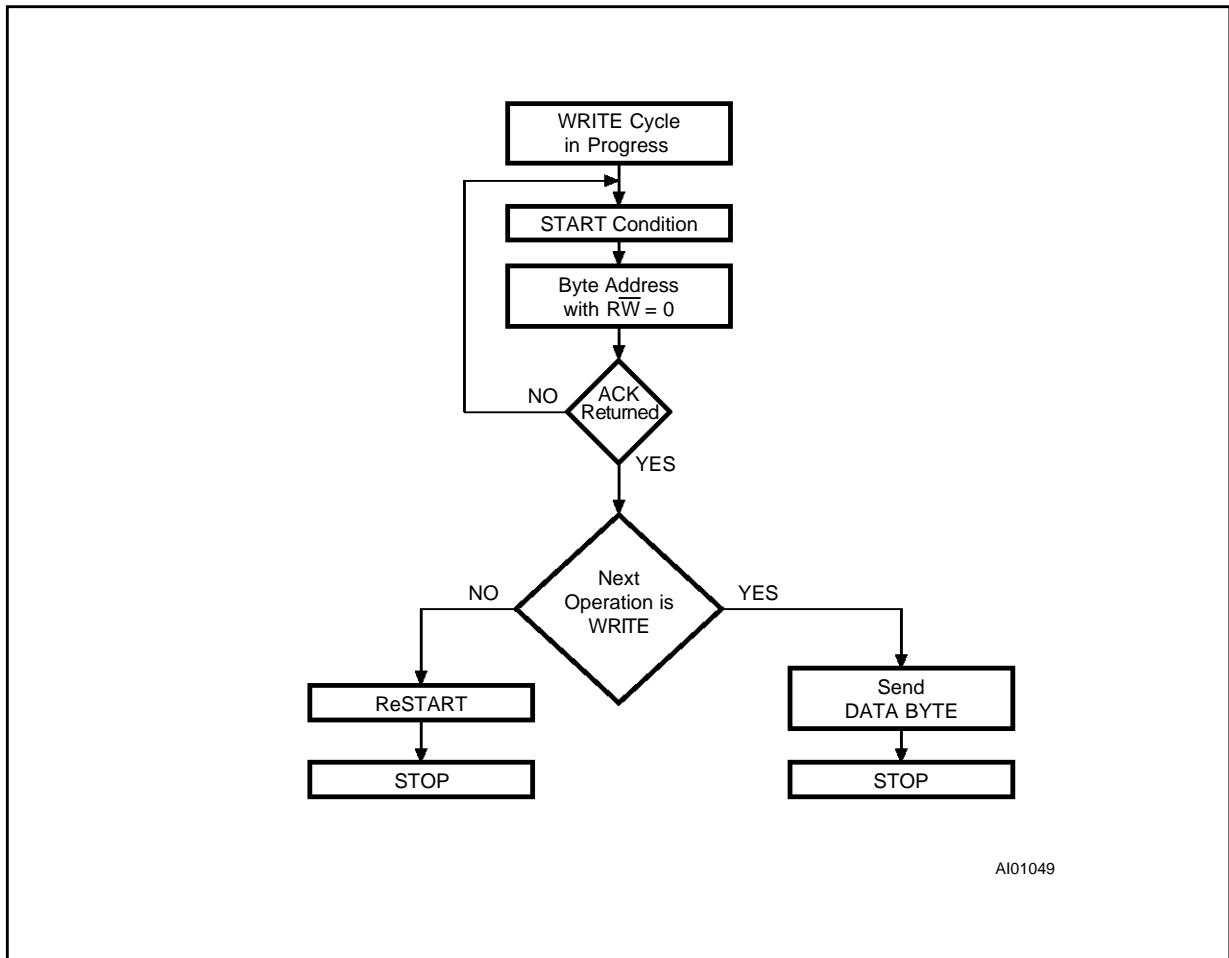 WRITE Cycle
in Progress
START Condition
Byte Address
with RW̅ = 0
NO
ACK
Returned
YES
NO
Next
Operation is
WRITE
YES
ReSTART
Send
DATA BYTE
STOP
STOP
AI01049